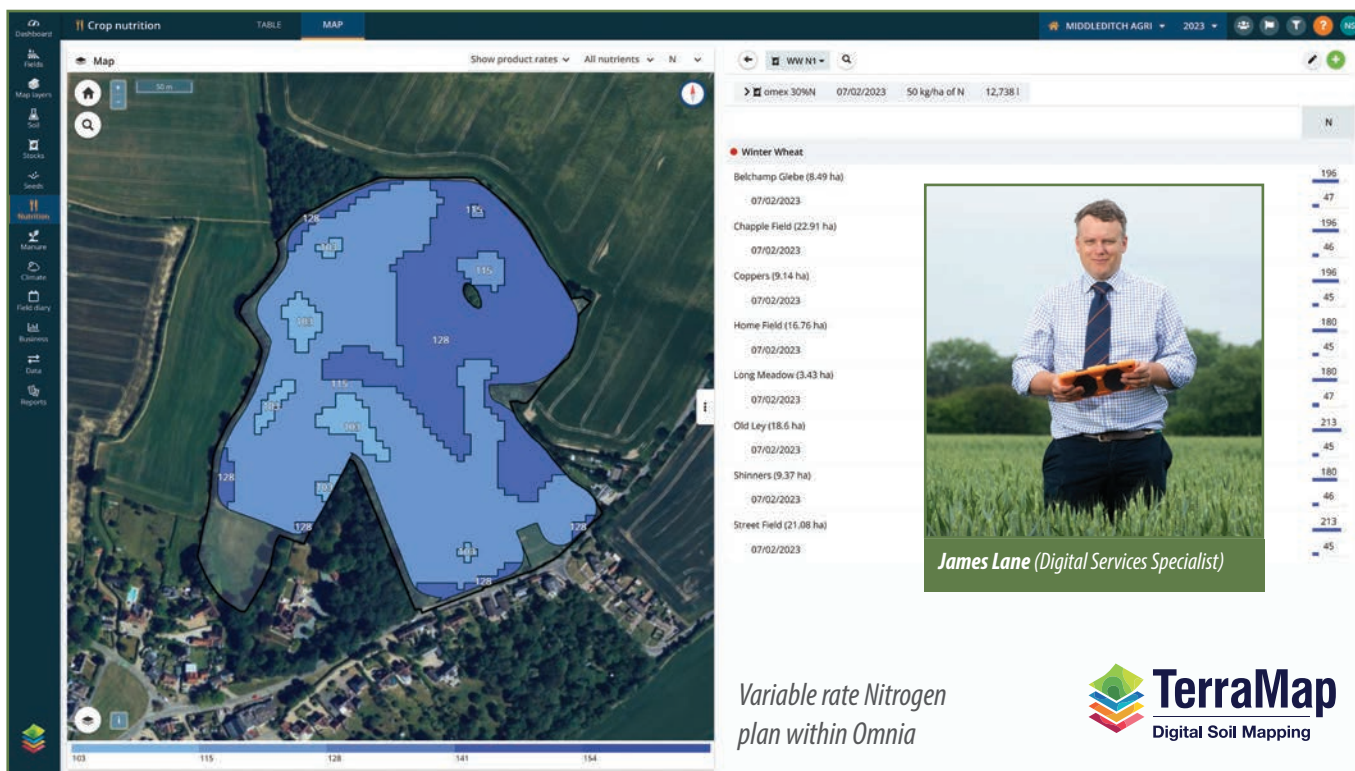 Dashboard
Fields
Map layers
Soil
Stocks
Seeds
Nutrition
Manure
Climate
Field diary
Business
Data
Reports
Crop nutrition
TABLE
MAP
MIDDLEDITCH AGRI
2023
?
NS
Map
Show product rates
All nutrients
N
50 m
+
-
128
115
103
115
103
128
115
103
103
128
103
128
128
128
i
103 115 128 141 154
WW N1
omex 30%N 07/02/2023 50 kg/ha of N 12,738 l
N
Winter Wheat
Belchamp Glebe (8.49 ha) 196
07/02/2023 47
Chapple Field (22.91 ha) 196
07/02/2023 46
Coppers (9.14 ha) 196
07/02/2023 45
Home Field (16.76 ha) 180
07/02/2023 45
Long Meadow (3.43 ha) 180
07/02/2023 47
Old Ley (18.6 ha) 213
07/02/2023 45
Shinners (9.37 ha) 180
07/02/2023 46
Street Field (21.08 ha) 213
07/02/2023 45
James Lane (Digital Services Specialist)
Variable rate Nitrogen
plan within Omnia
TerraMap
Digital Soil Mapping